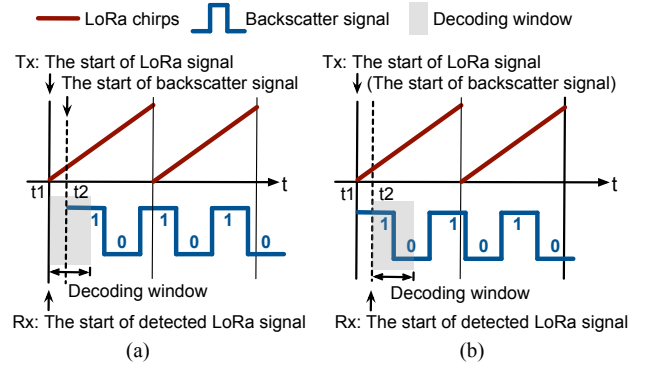 LoRa chirps Backscatter signal Decoding window
Tx: The start of LoRa signal
The start of backscatter signal
t1 t2 t
1 0 1 0 1 0
Decoding window
Rx: The start of detected LoRa signal
(a)
Tx: The start of LoRa signal
(The start of backscatter signal)
t1 t2 t
1 0 1 0 1 0
Decoding window
Rx: The start of detected LoRa signal
(b)